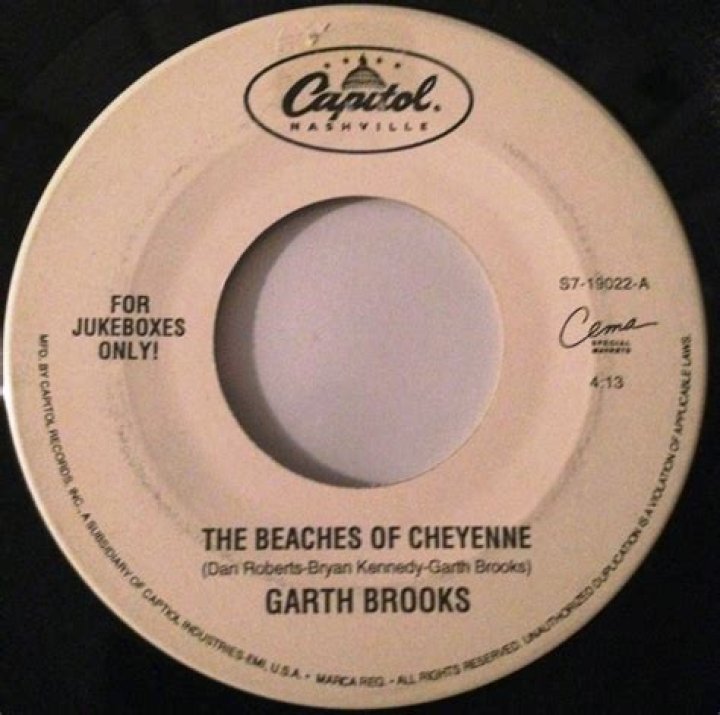 Capitol.
NASHVILLE
FOR
JUKEBOXES
ONLY!
S7-19022-A
Cema
SPECIAL
MARKETS
4:13
THE BEACHES OF CHEYENNE
(Dan Roberts-Bryan Kennedy-Garth Brooks)
GARTH BROOKS
MFG. BY CAPITOL RECORDS, INC., A SUBSIDIARY OF CAPITOL INDUSTRIES-EMI, U.S.A. • MARCA REG. • ALL RIGHTS RESERVED. UNAUTHORIZED DUPLICATION IS A VIOLATION OF APPLICABLE LAWS.